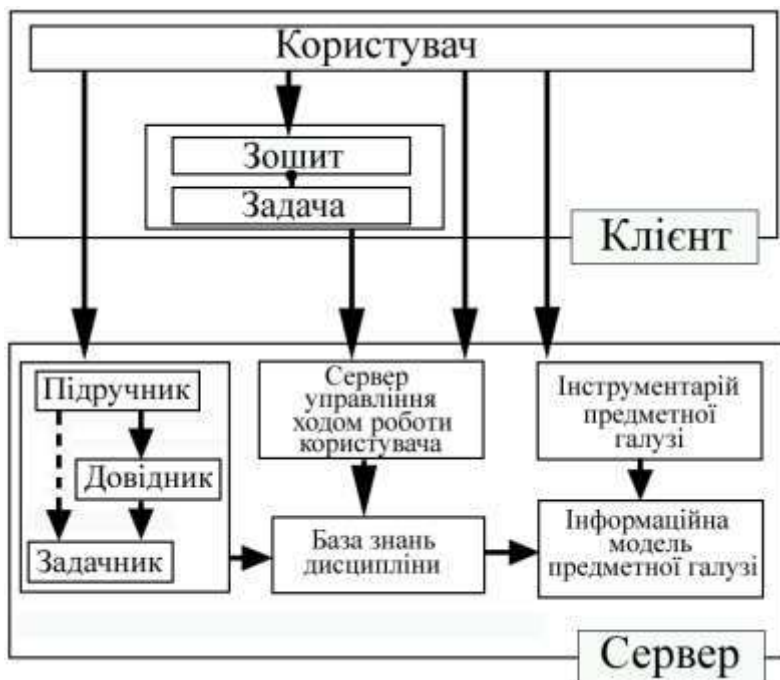 Користувач
Зошит
Задача
Клієнт
Підручник
Довідник
Задачник
Сервер
управління
ходом роботи
користувача
Інструментарій
предметної
галузі
База знань
дисципліни
Інформаційна
модель
предметної галузі
Сервер